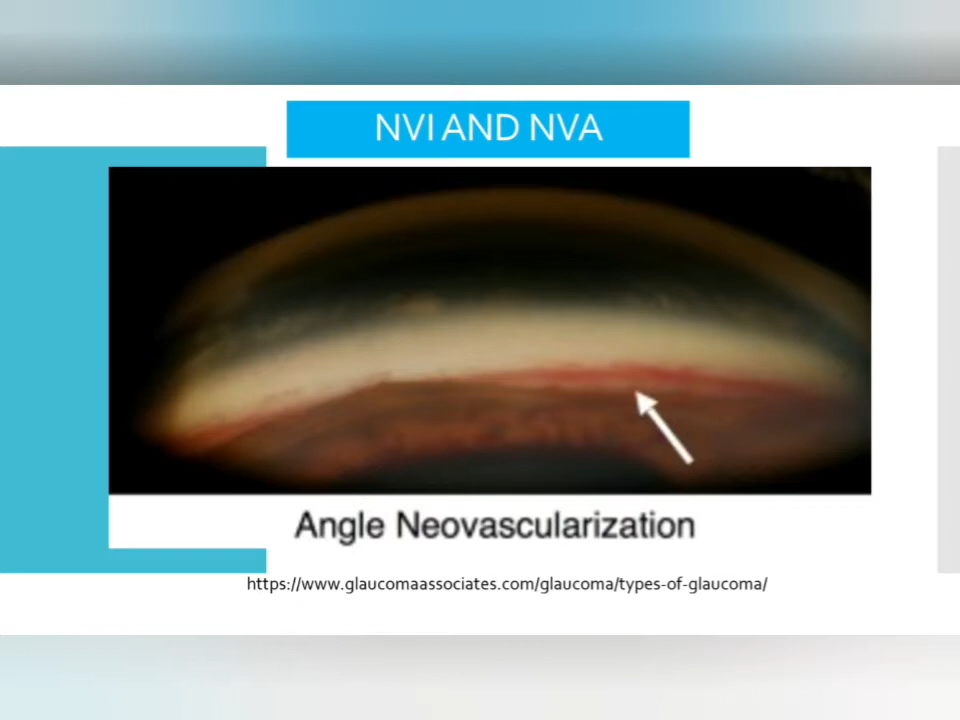 NVI AND NVA
Angle Neovascularization
https://www.glaucomaassociates.com/glaucoma/types-of-glaucoma/